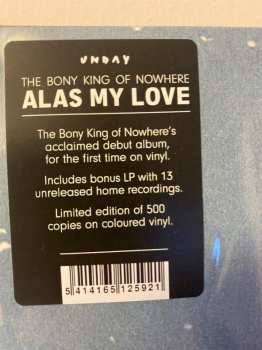 UNDAY
THE BONY KING OF NOWHERE
ALAS MY LOVE
The Bony King of Nowhere's
acclaimed debut album,
for the first time on vinyl.
Includes bonus LP with 13
unreleased home recordings.
Limited edition of 500
copies on coloured vinyl.
5 414165 125921